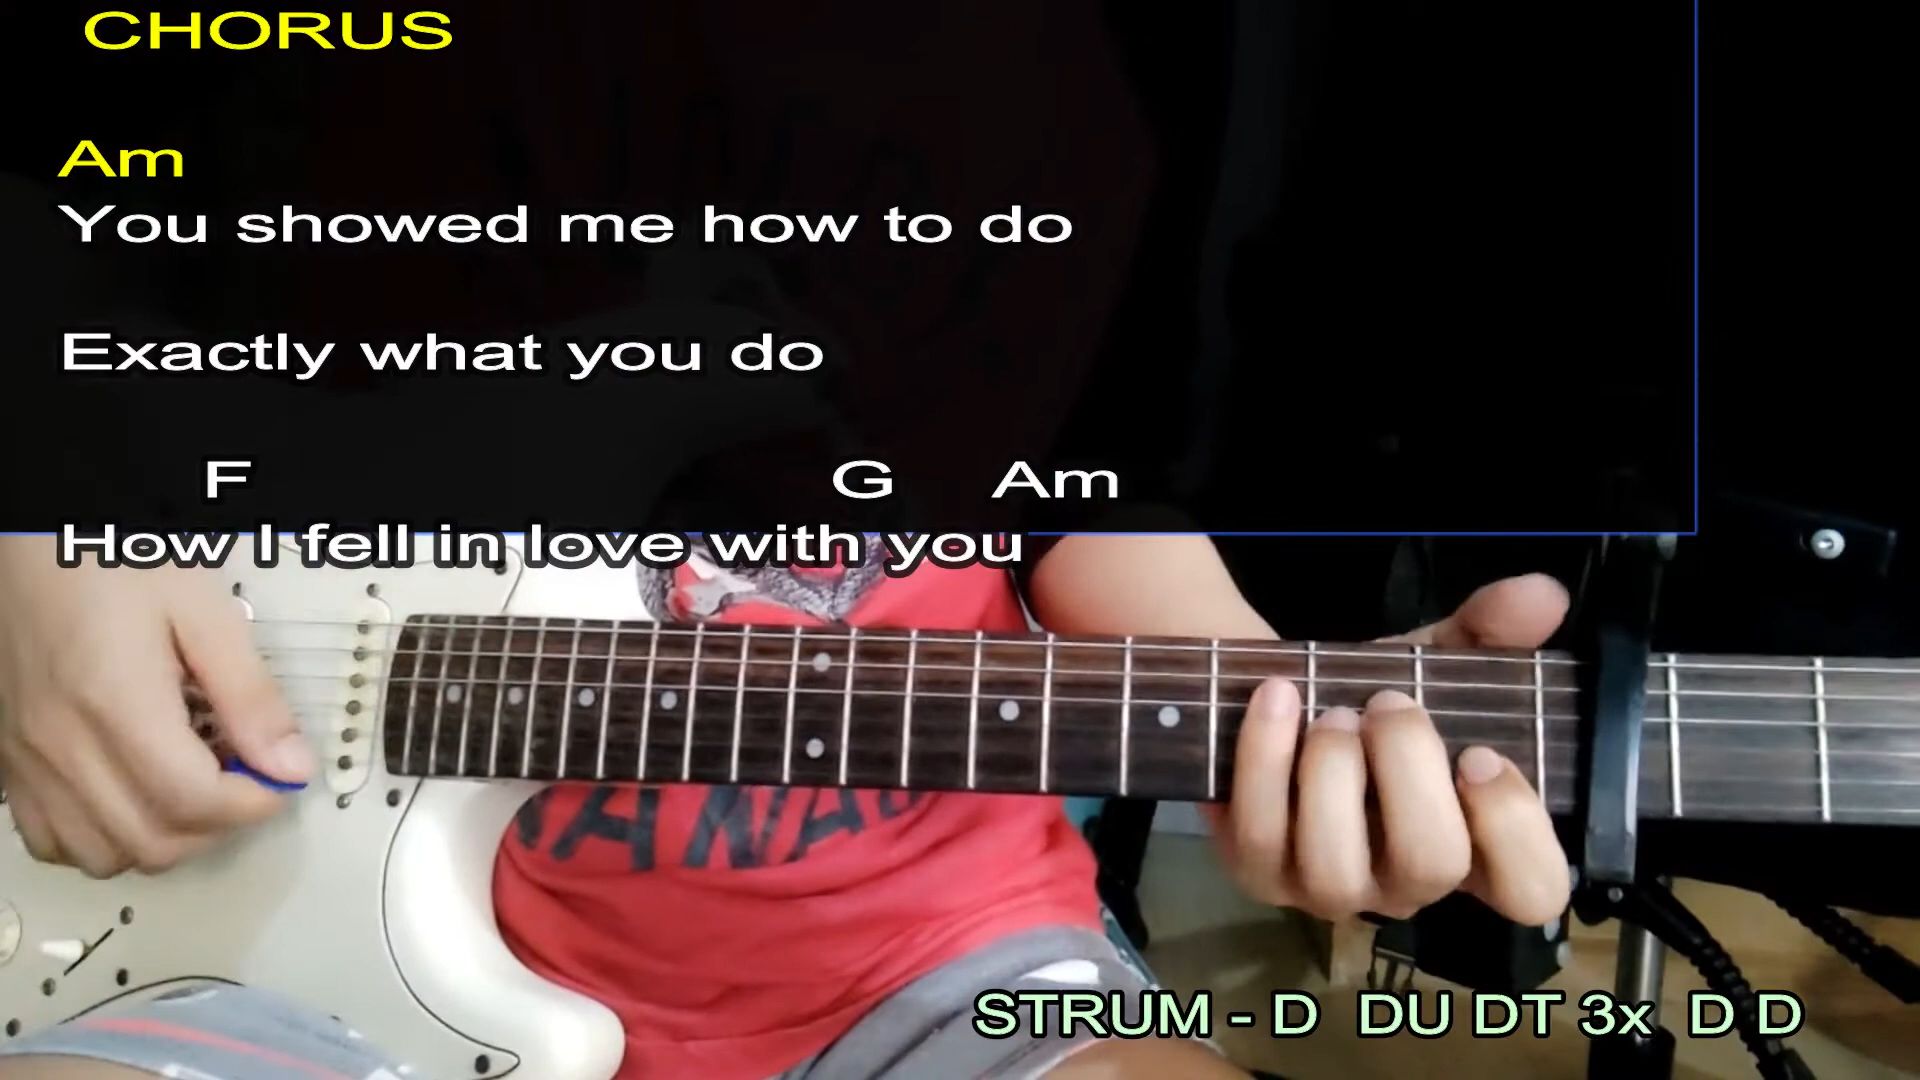 CHORUS
Am
You showed me how to do
Exactly what you do
F G Am
How I fell in love with you
STRUM - D DU DT 3x D D